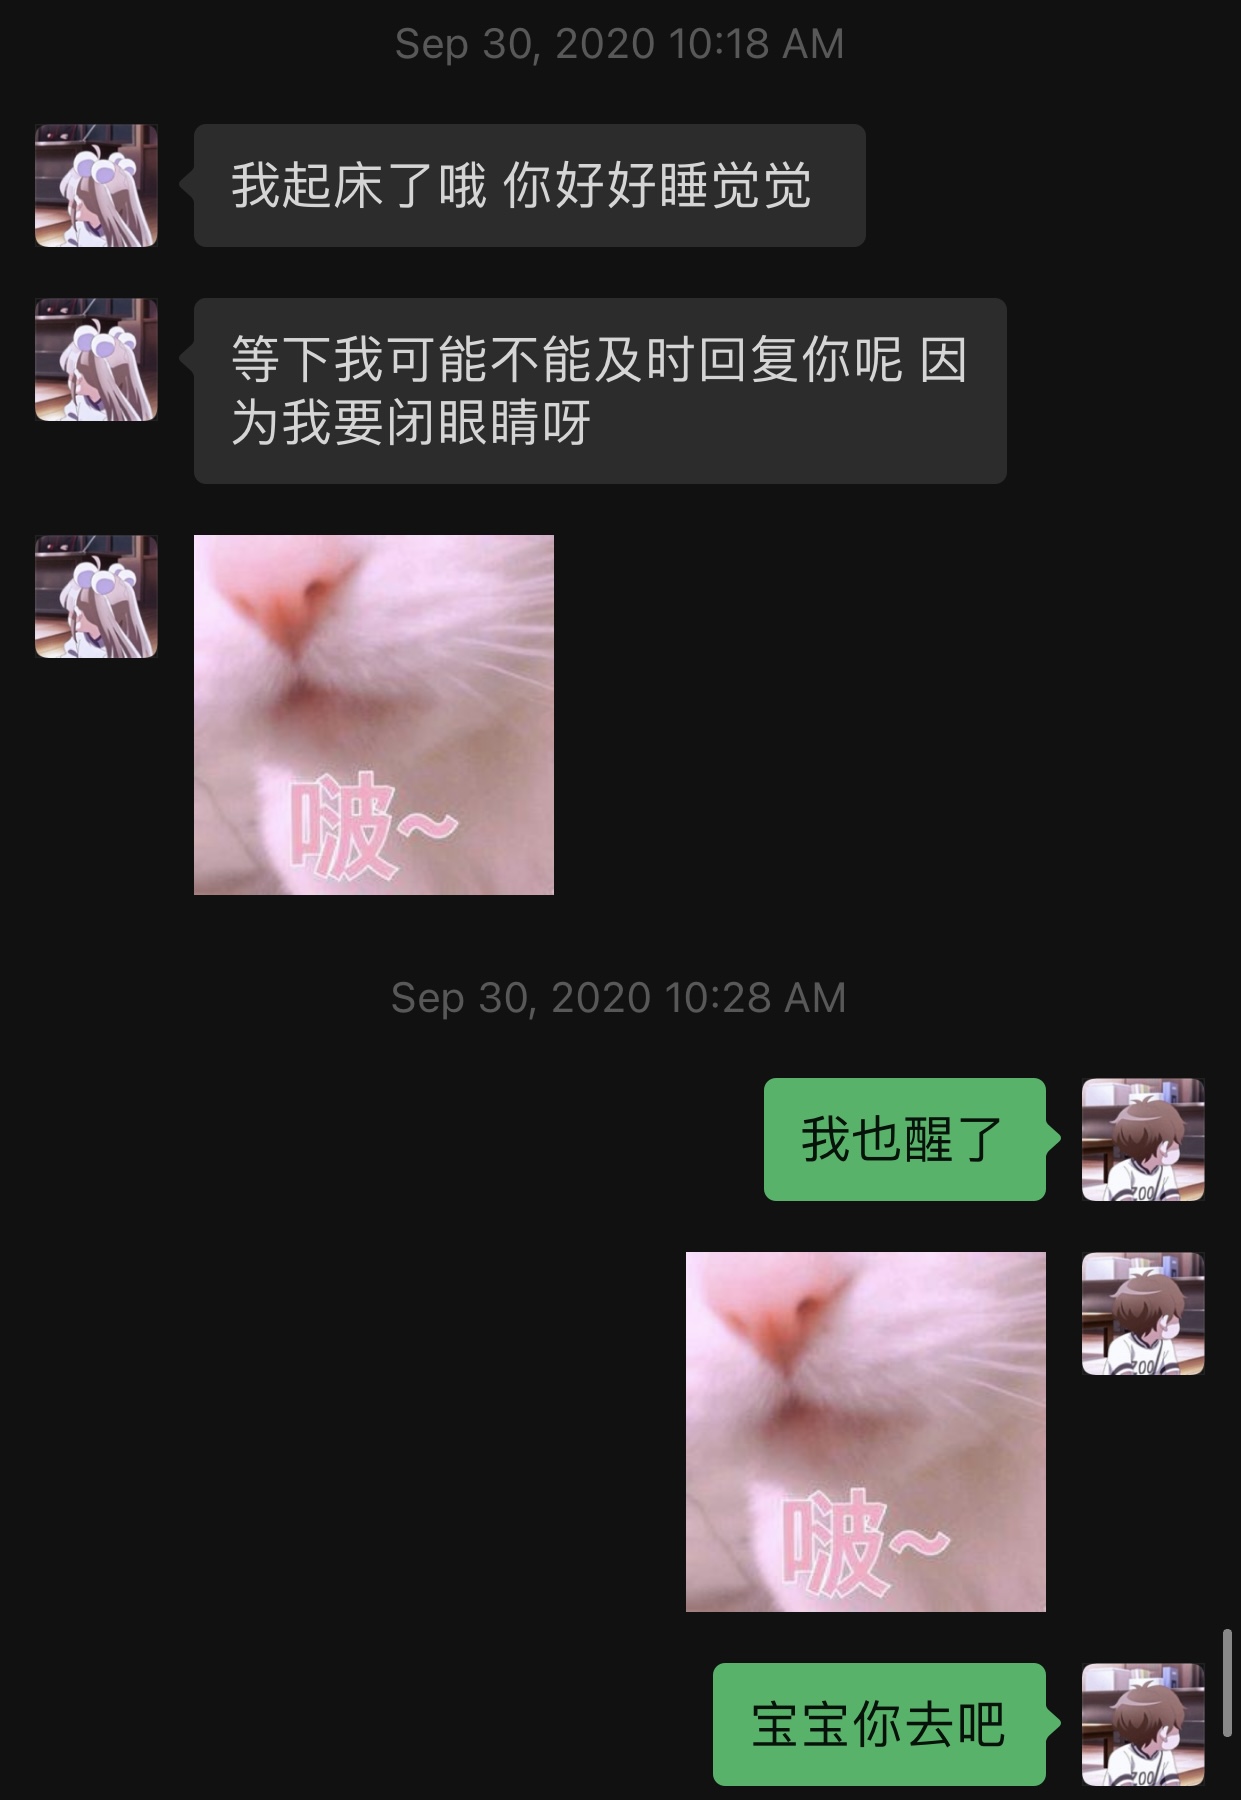 Sep 30, 2020 10:18 AM
我起床了哦 你好好睡觉觉
等下我可能不能及时回复你呢 因
为我要闭眼睛呀
啵~
Sep 30, 2020 10:28 AM
我也醒了
啵~
宝宝你去吧
ZOO